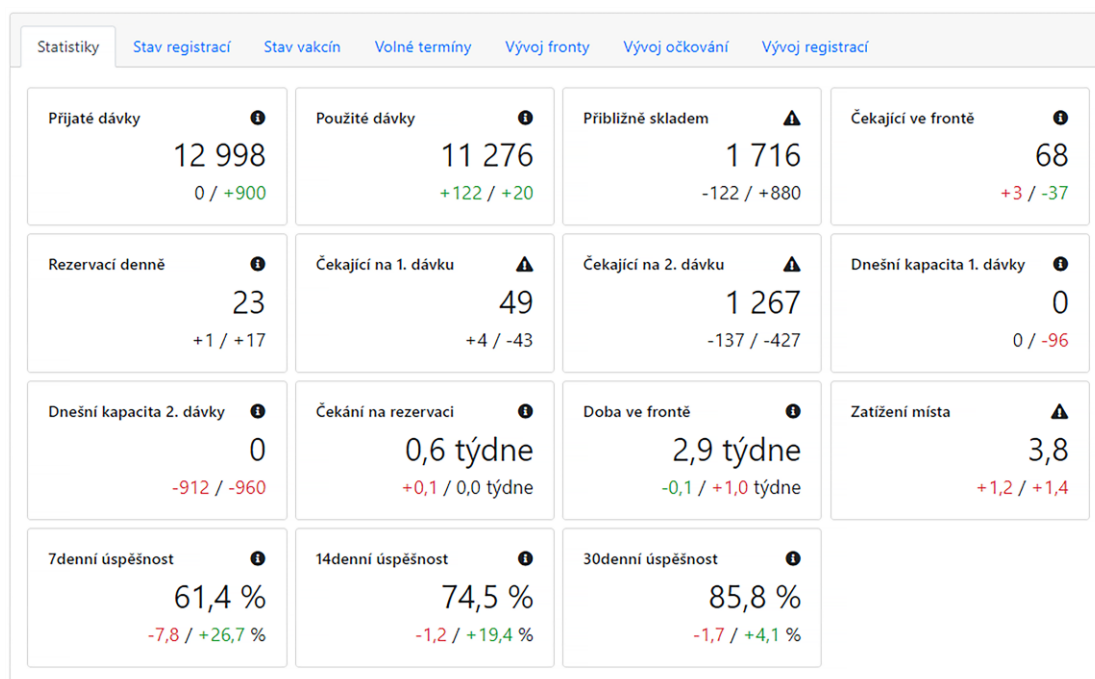 Statistiky Stav registrací Stav vakcín Volné termíny Vývoj fronty Vývoj očkování Vývoj registrací
Přijaté dávky
12 998
0 / +900
Použité dávky
11 276
+122 / +20
Přibližně skladem
1 716
-122 / +880
Čekající ve frontě
68
+3 / -37
Rezervací denně
23
+1 / +17
Čekající na 1. dávku
49
+4 / -43
Čekající na 2. dávku
1 267
-137 / -427
Dnešní kapacita 1. dávky
0
0 / -96
Dnešní kapacita 2. dávky
0
-912 / -960
Čekání na rezervaci
0,6 týdne
+0,1 / 0,0 týdne
Doba ve frontě
2,9 týdne
-0,1 / +1,0 týdne
Zatížení místa
3,8
+1,2 / +1,4
7denní úspěšnost
61,4 %
-7,8 / +26,7 %
14denní úspěšnost
74,5 %
-1,2 / +19,4 %
30denní úspěšnost
85,8 %
-1,7 / +4,1 %